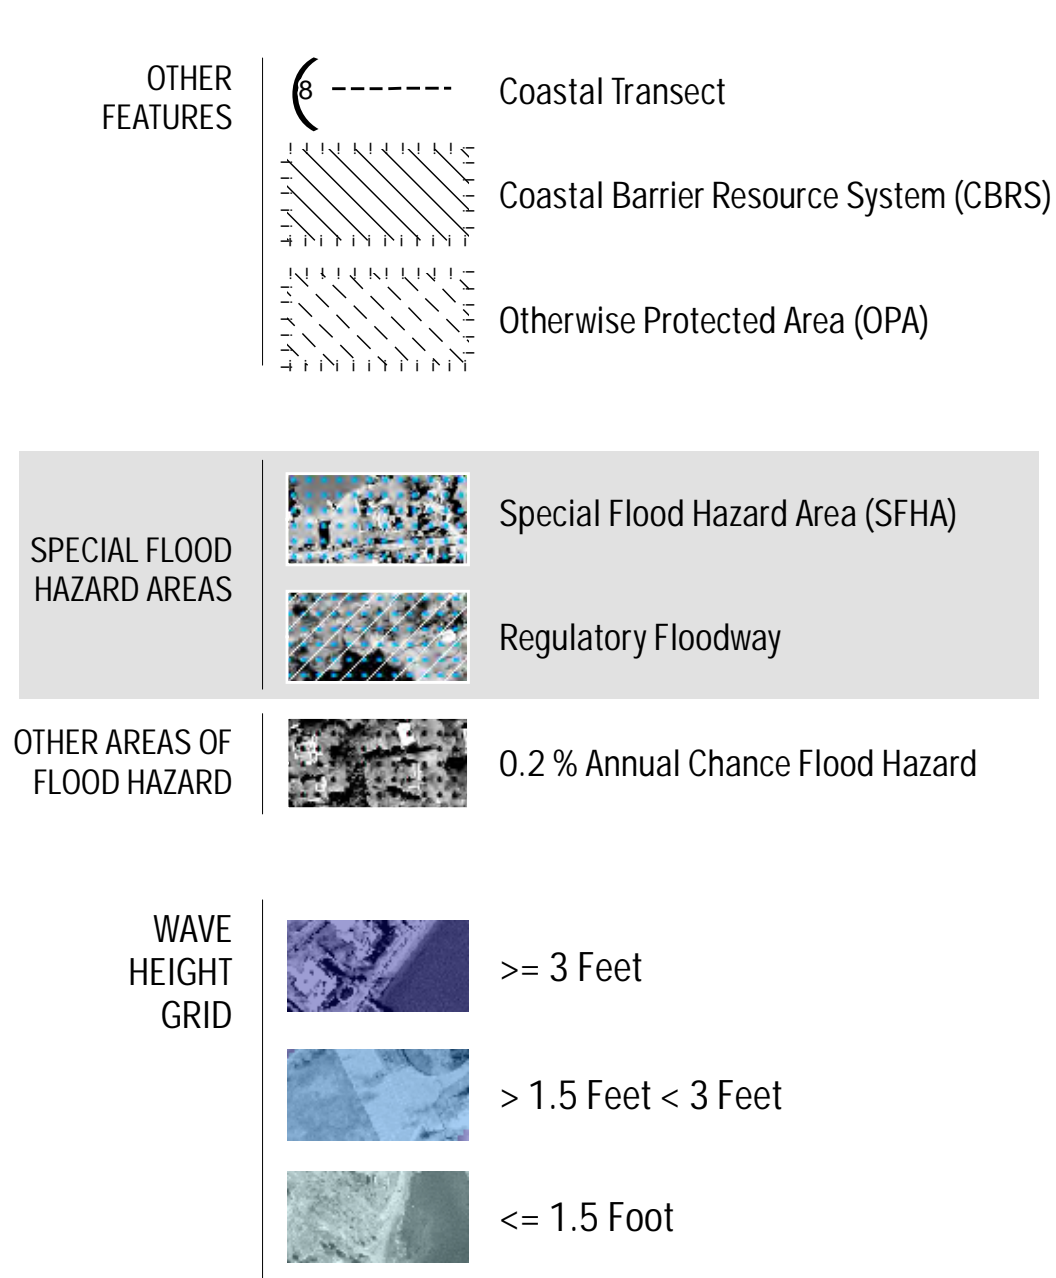 OTHER
FEATURES
8
Coastal Transect
Coastal Barrier Resource System (CBRS)
Otherwise Protected Area (OPA)
SPECIAL FLOOD
HAZARD AREAS
Special Flood Hazard Area (SFHA)
Regulatory Floodway
OTHER AREAS OF
FLOOD HAZARD
0.2 % Annual Chance Flood Hazard
WAVE
HEIGHT
GRID
>= 3 Feet
> 1.5 Feet < 3 Feet
<= 1.5 Foot